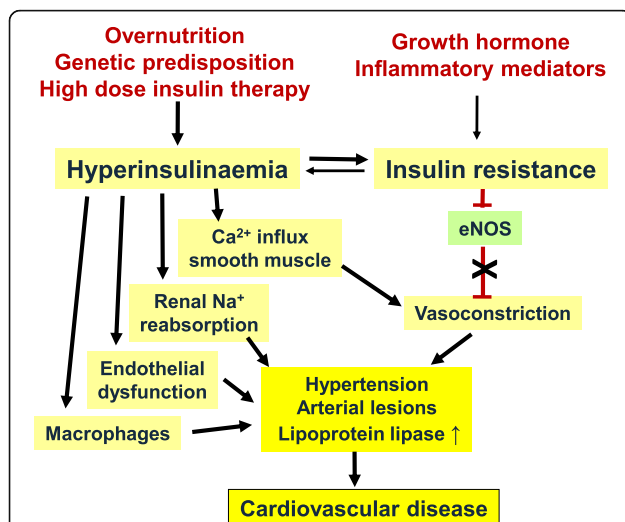 Overnutrition
Genetic predisposition
High dose insulin therapy
Growth hormone
Inflammatory mediators
Hyperinsulinaemia
Insulin resistance
eNOS
Ca²⁺ influx
smooth muscle
Renal Na⁺
reabsorption
Vasoconstriction
Endothelial
dysfunction
Macrophages
Hypertension
Arterial lesions
Lipoprotein lipase ↑
Cardiovascular disease